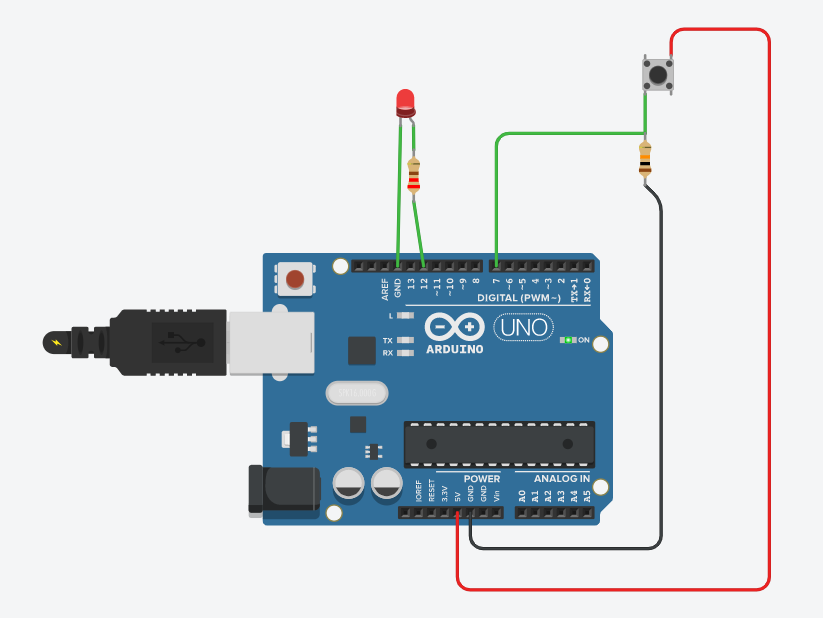 AREF
GND
13
12
~11
~10
~9
8
7
~6
~5
4
~3
2
TX→1
RX←0
DIGITAL (PWM~)
L
UNO
TX
RX
ARDUINO
ON
POWER
ANALOG IN
IOREF
RESET
3.3V
5V
GND
GND
Vin
A0
A1
A2
A3
A4
A5